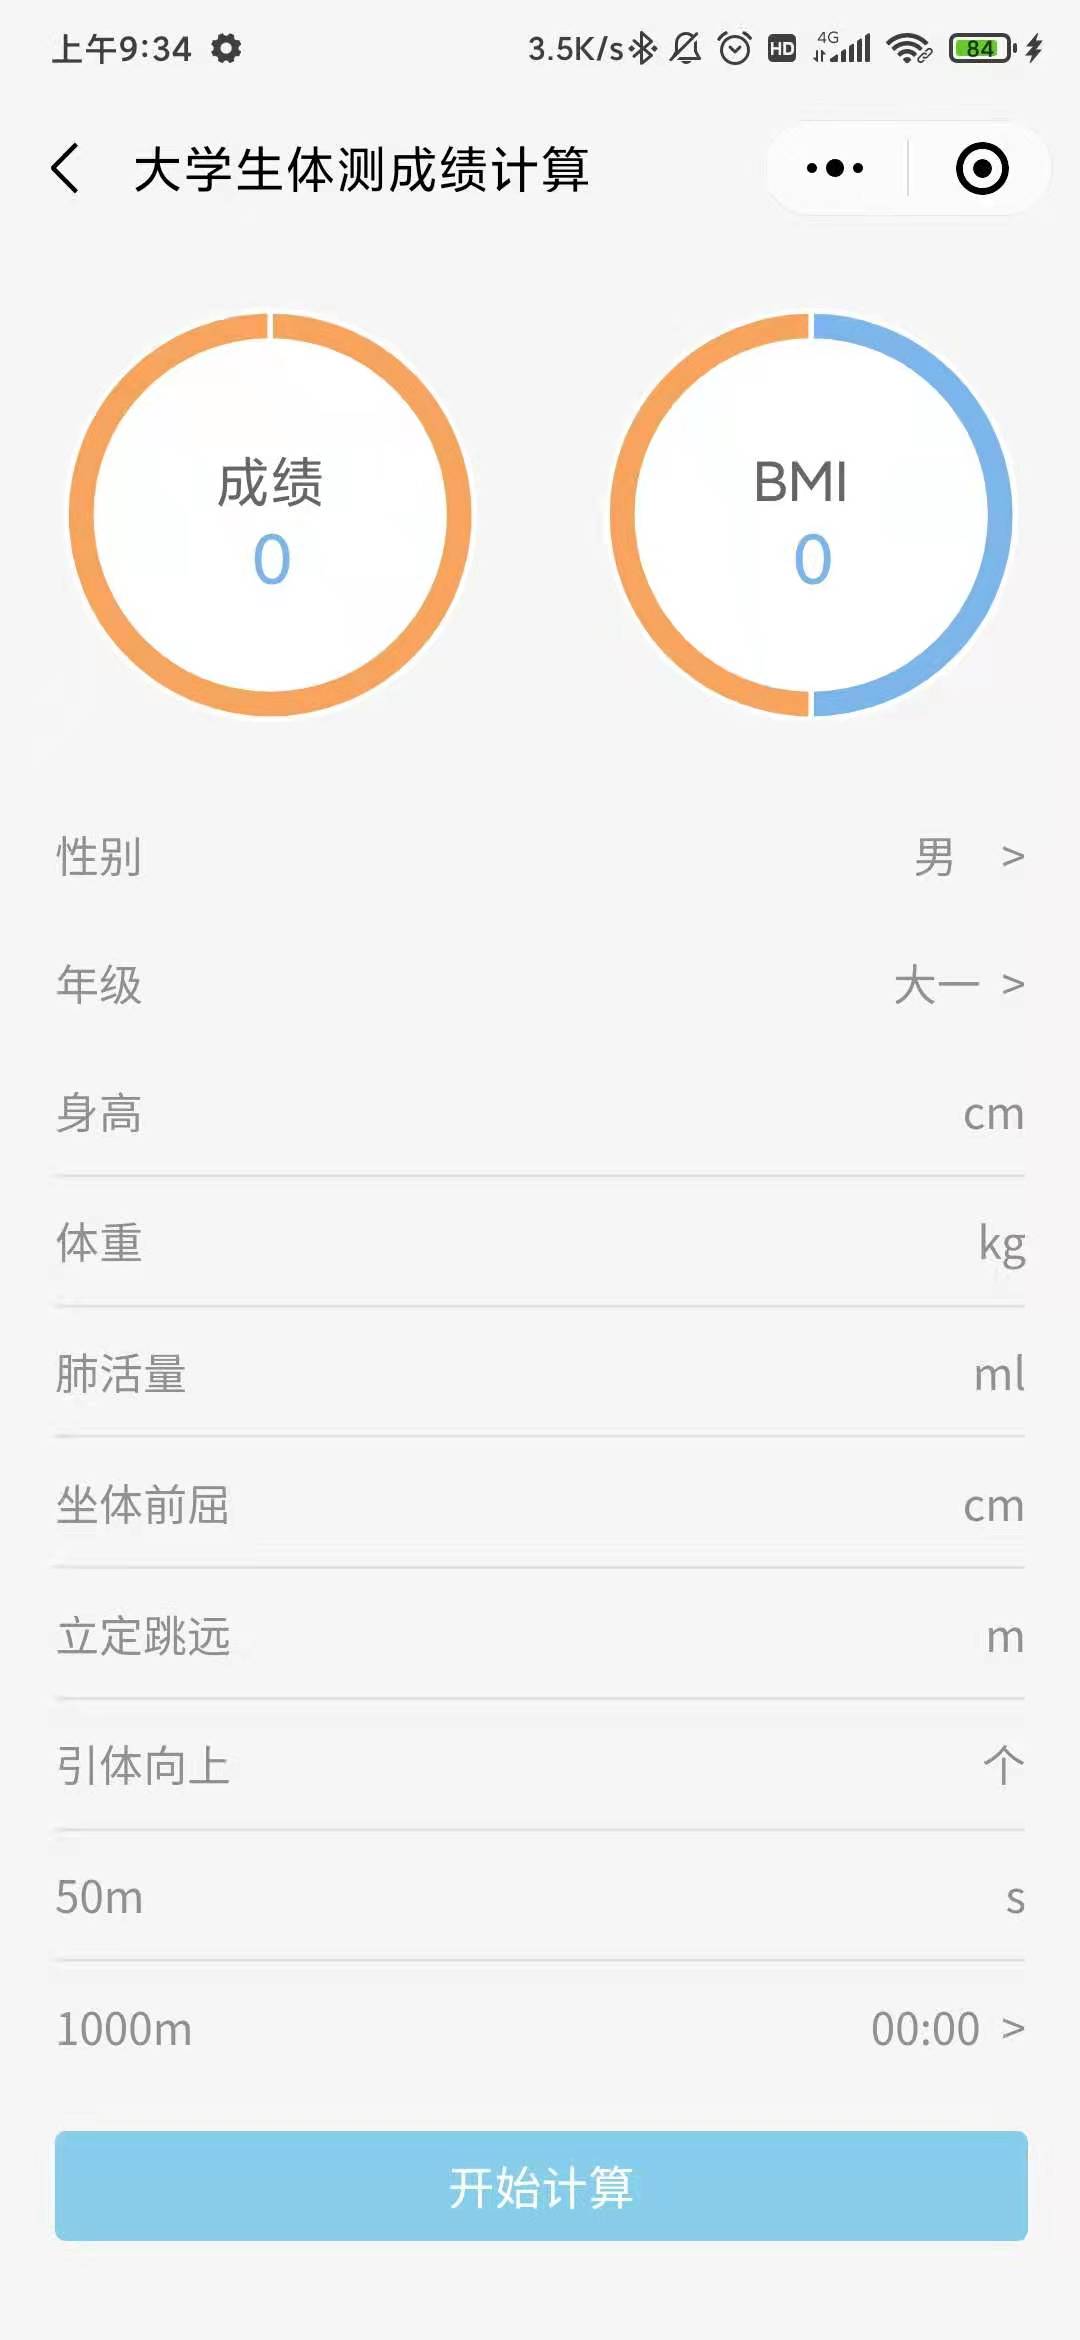 上午9:34 3.5K/s HD 4G 84
大学生体测成绩计算
成绩 BMI
0 0
性别 男 >
年级 大一 >
身高 cm
体重 kg
肺活量 ml
坐体前屈 cm
立定跳远 m
引体向上 个
50m s
1000m 00:00 >
开始计算